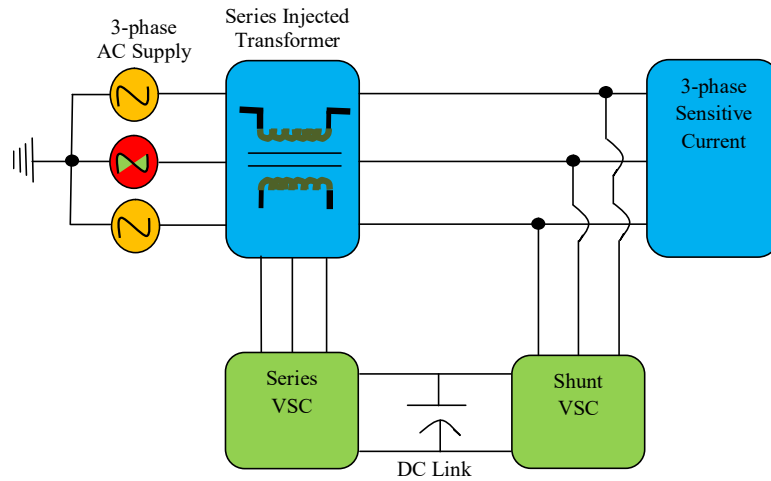 3-phase
AC Supply
Series Injected
Transformer
3-phase
Sensitive
Current
Series
VSC
Shunt
VSC
DC Link